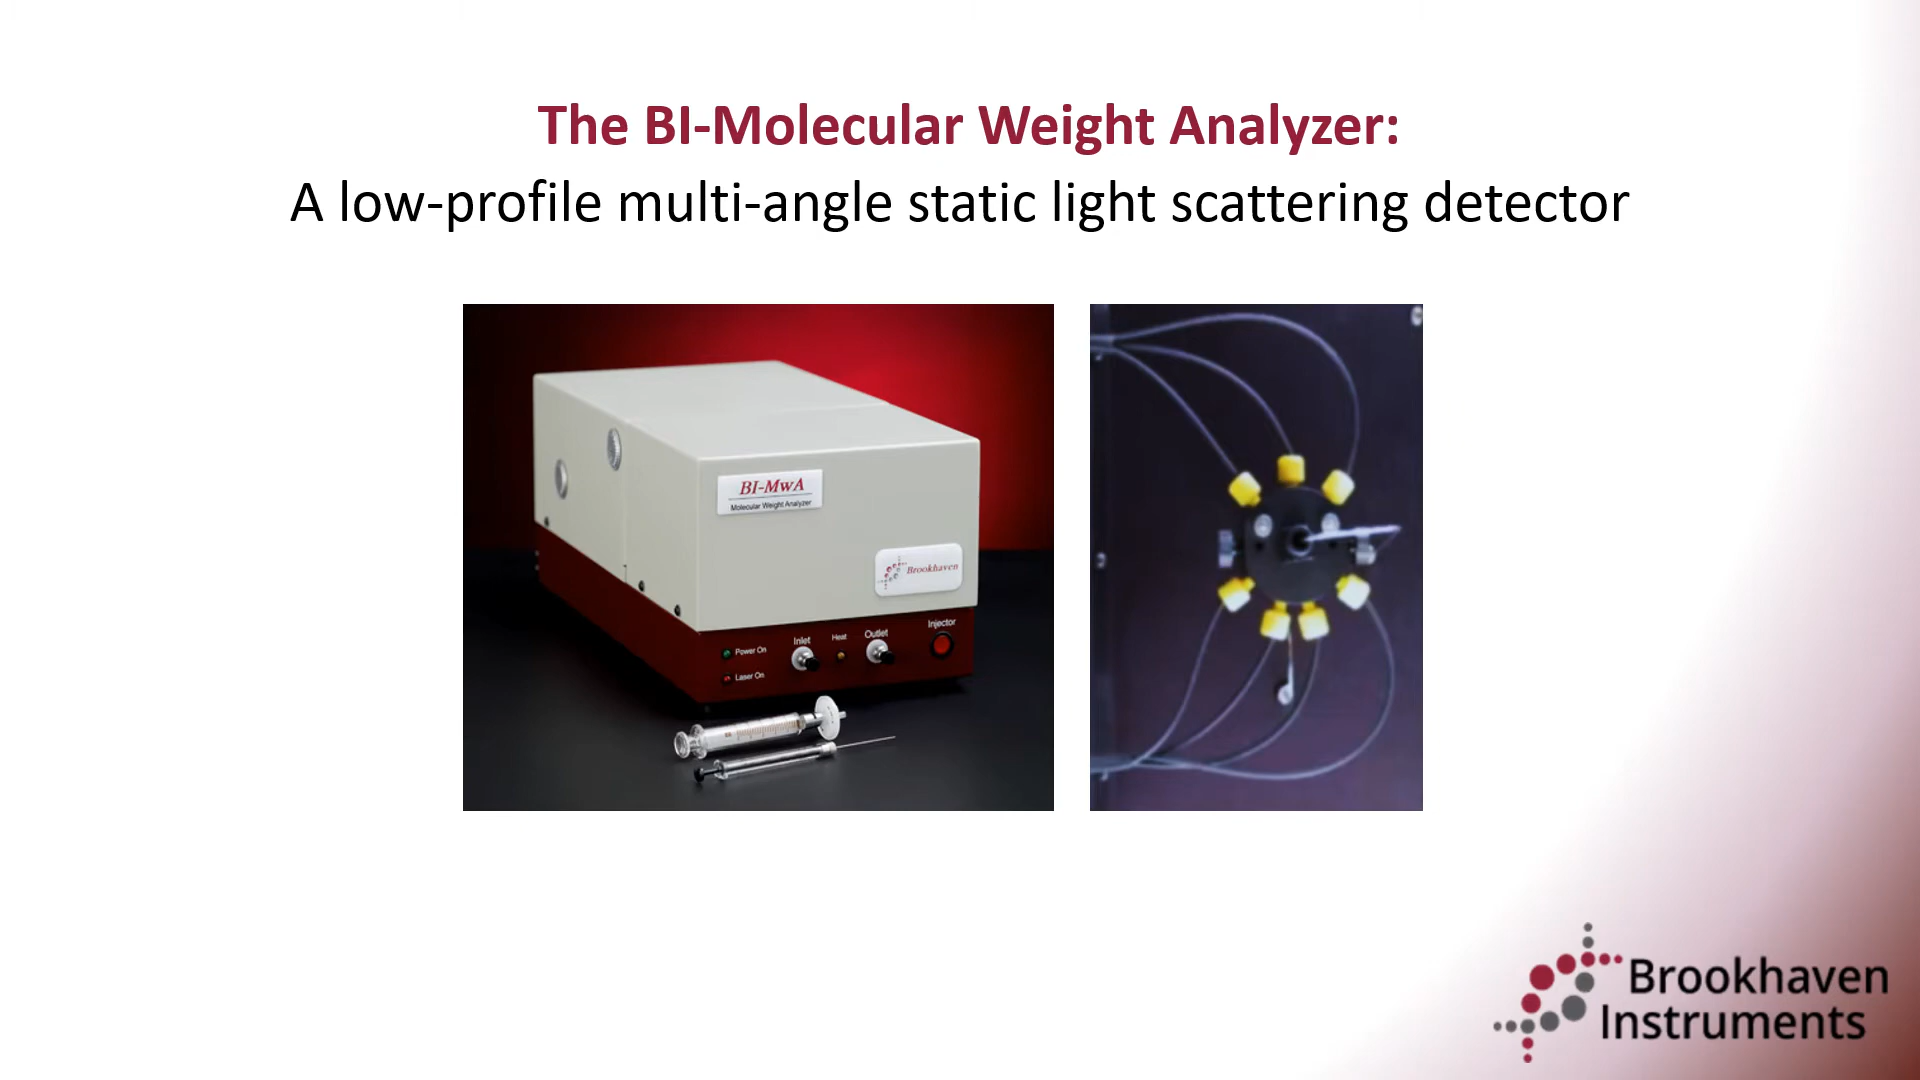 The BI-Molecular Weight Analyzer:
A low-profile multi-angle static light scattering detector
BI-MwA
Molecular Weight Analyzer
Brookhaven
Power On
Laser On
Inlet
Heat
Outlet
Injector
Brookhaven
Instruments